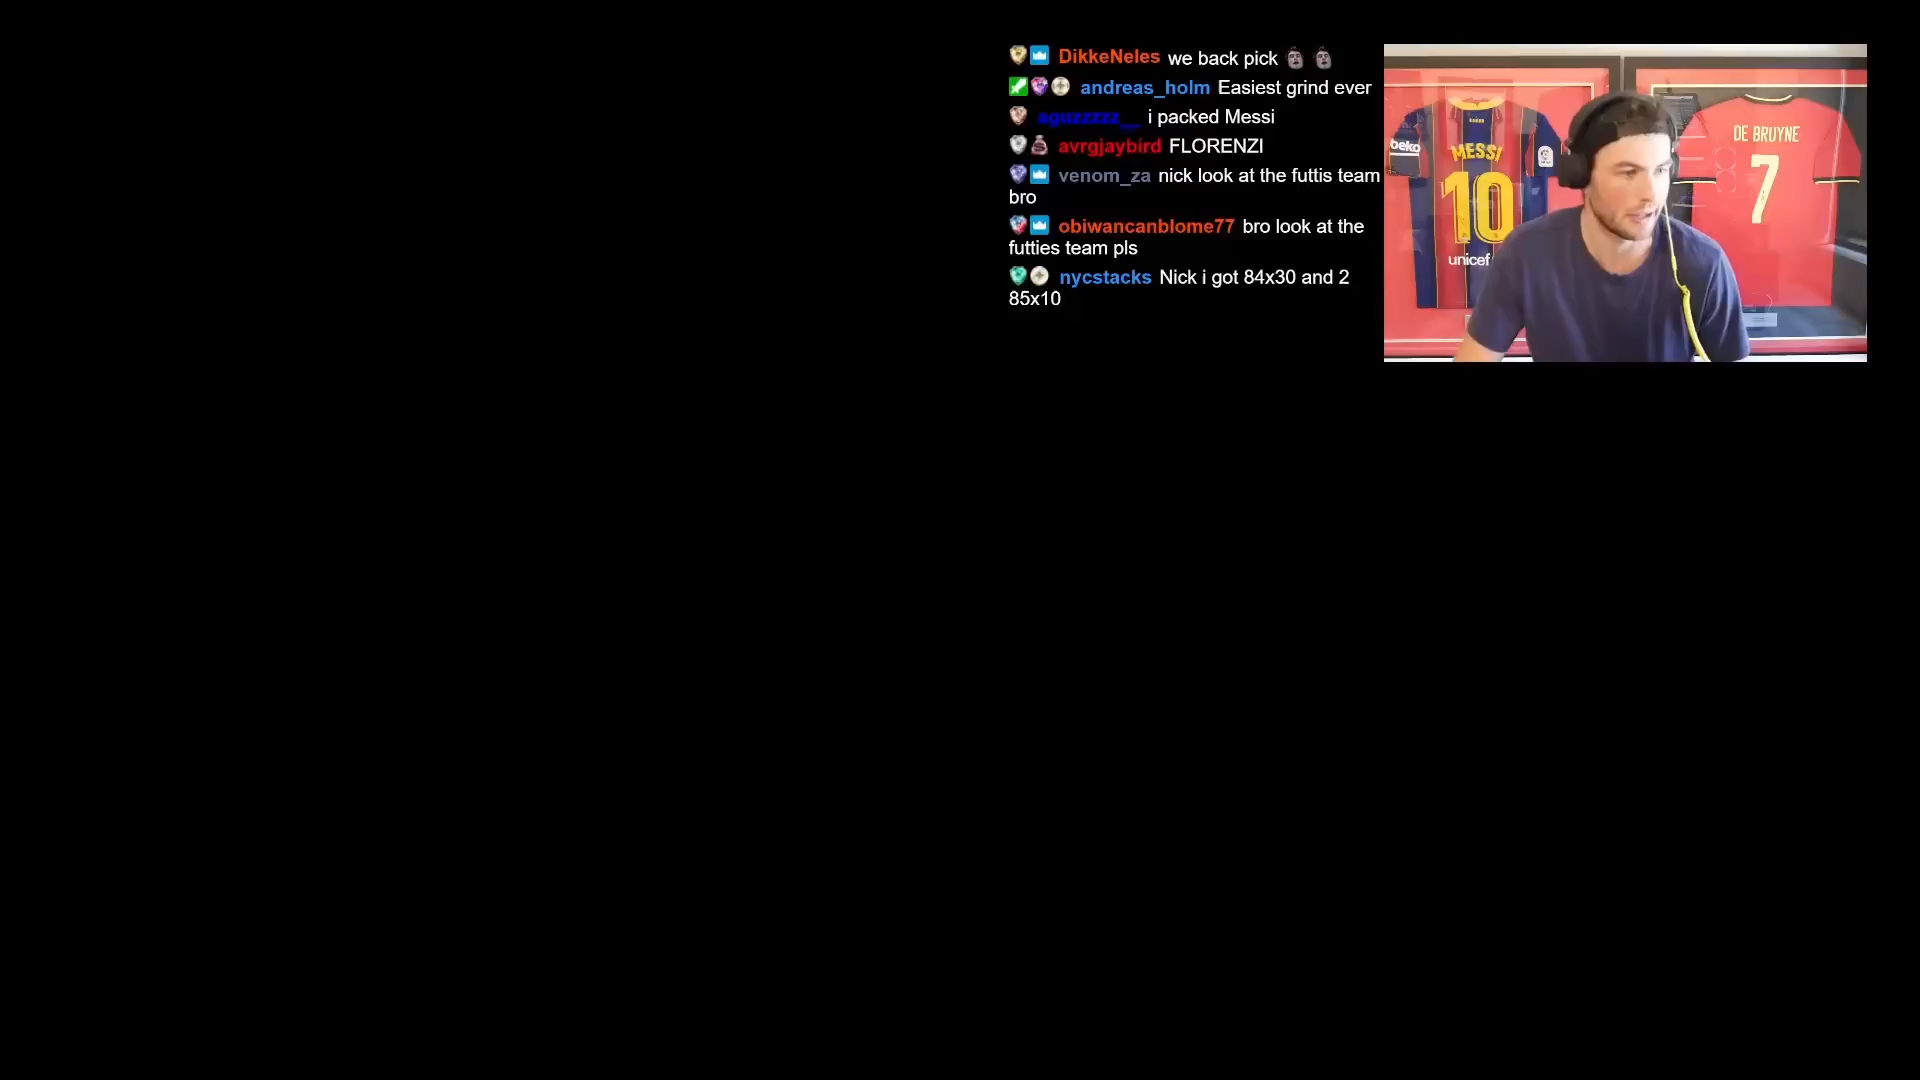 DikkeNeles we back pick
andreas_holm Easiest grind ever
aguzzzzz__ i packed Messi
avrgjaybird FLORENZI
venom_za nick look at the futtis team
bro
obiwancanblome77 bro look at the
futties team pls
nycstacks Nick i got 84x30 and 2
85x10
beko
MESSI
10
unicef
DE BRUYNE
7